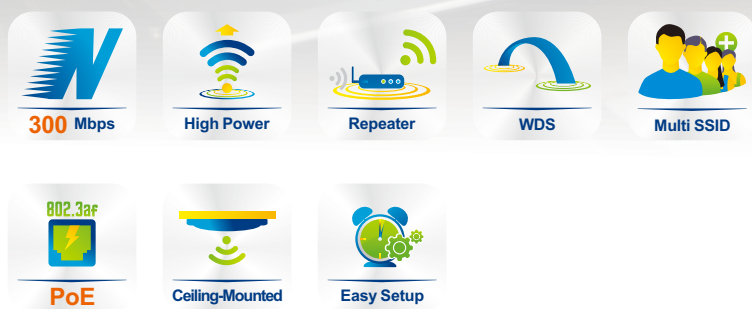 N
300 Mbps
High Power
Repeater
WDS
Multi SSID
802.3af
PoE
Ceiling-Mounted
Easy Setup